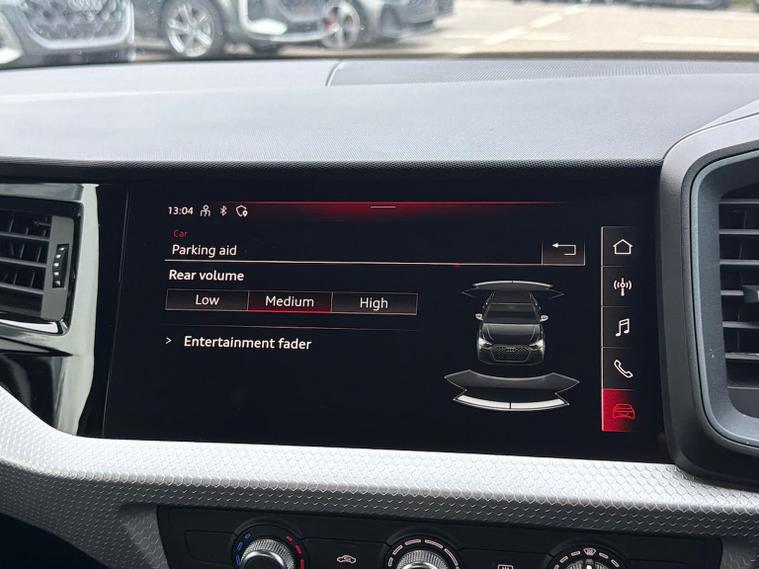 13:04
Car
Parking aid
Rear volume
Low Medium High
> Entertainment fader